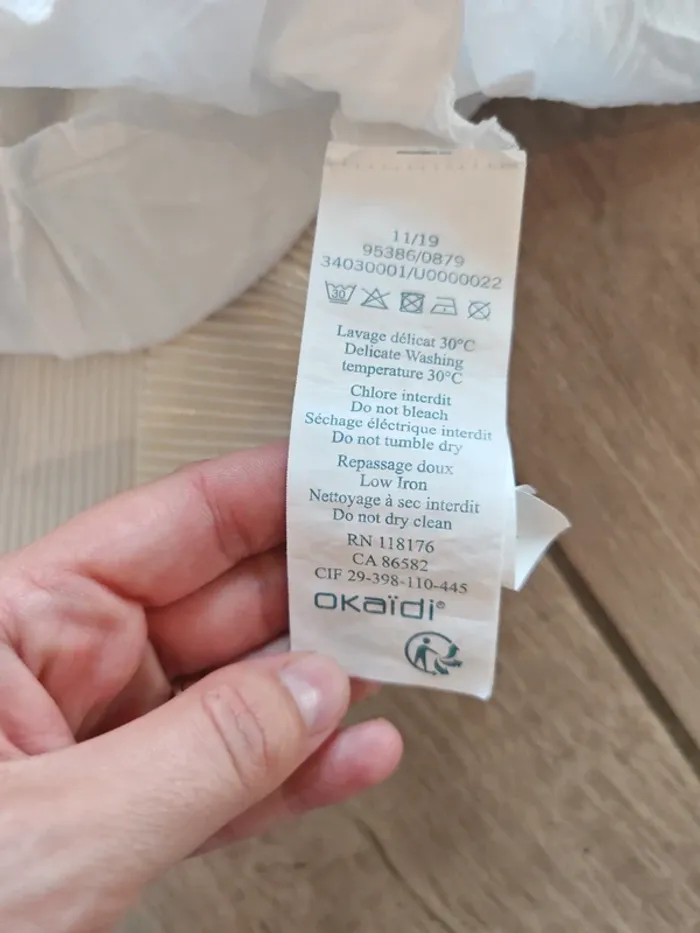 11/19
95386/0879
34030001/U0000022
30
Lavage délicat 30°C
Delicate Washing
temperature 30°C
Chlore interdit
Do not bleach
Séchage éléctrique interdit
Do not tumble dry
Repassage doux
Low Iron
Nettoyage à sec interdit
Do not dry clean
RN 118176
CA 86582
CIF 29-398-110-445
okaïdi®